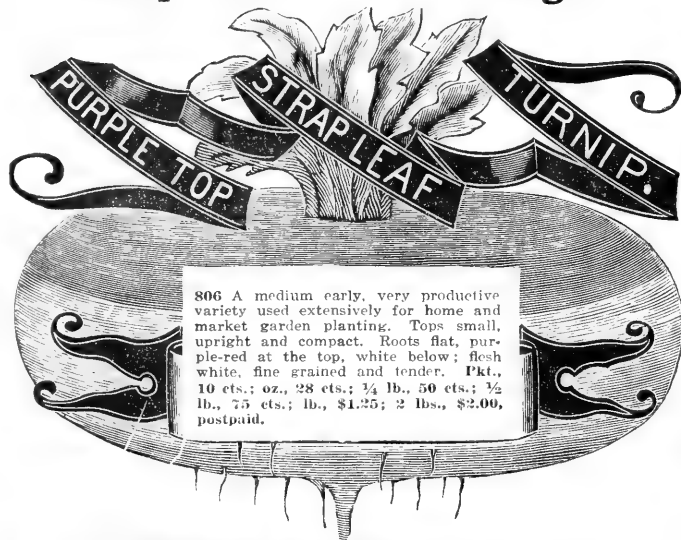 PURPLE TOP
STRAP LEAF
TURNIP.
806 A medium early, very productive
variety used extensively for home and
market garden planting. Tops small,
upright and compact. Roots flat, pur-
ple-red at the top, white below; flesh
white, fine grained and tender. Pkt.,
10 cts.; oz., 28 cts.; ¼ lb., 50 cts.; ½
lb., 75 cts.; lb., $1.25; 2 lbs., $2.00,
postpaid.